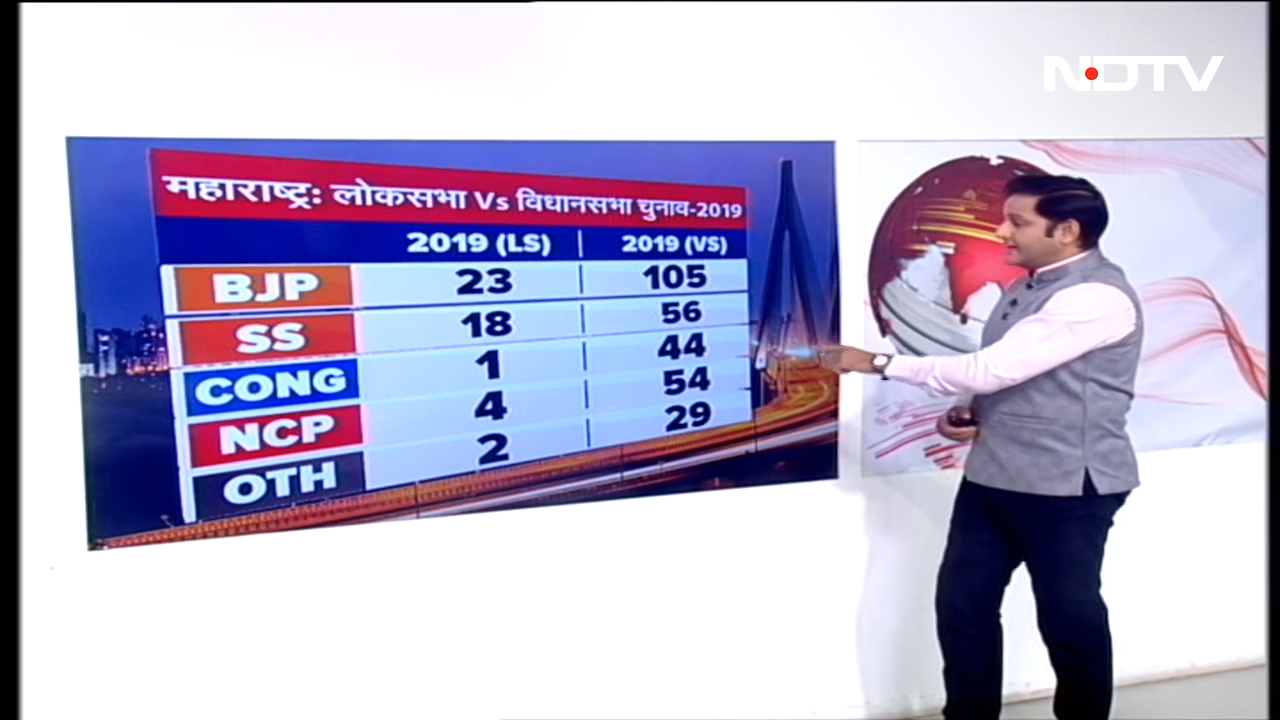 NDTV
महाराष्ट्र: लोकसभा Vs विधानसभा चुनाव-2019
2019 (LS) 2019 (VS)
BJP 23 105
SS 18 56
CONG 1 44
NCP 4 54
OTH 2 29